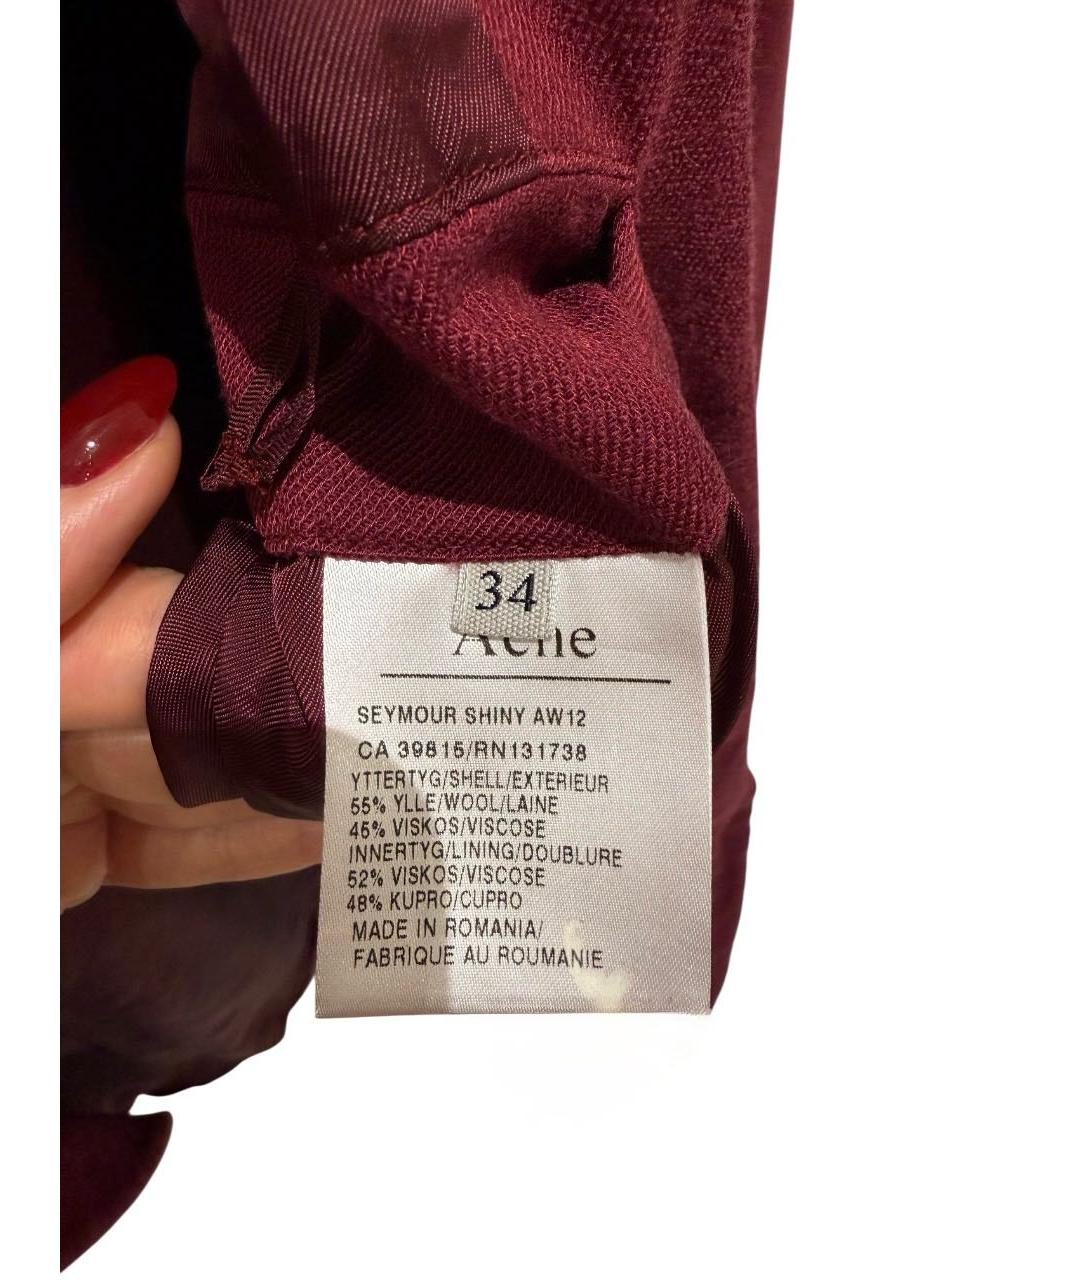 34
Acne
SEYMOUR SHINY AW12
CA 39815/RN131738
YTTERTYG/SHELL/EXTERIEUR
55% YLLE/WOOL/LAINE
45% VISKOS/VISCOSE
INNERTYG/LINING/DOUBLURE
52% VISKOS/VISCOSE
48% KUPRO/CUPRO
MADE IN ROMANIA/
FABRIQUE AU ROUMANIE